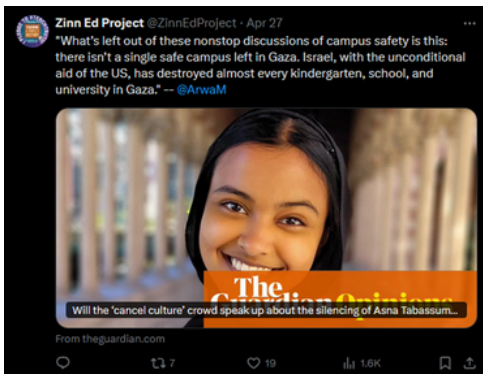 Zinn Ed Project @ZinnEdProject · Apr 27
"What's left out of these nonstop discussions of campus safety is this:
there isn't a single safe campus left in Gaza. Israel, with the unconditional
aid of the US, has destroyed almost every kindergarten, school, and
university in Gaza." -- @ArwaM
The
Guardian Opinions
Will the 'cancel culture' crowd speak up about the silencing of Asna Tabassum...
From theguardian.com
7 19 1.6K